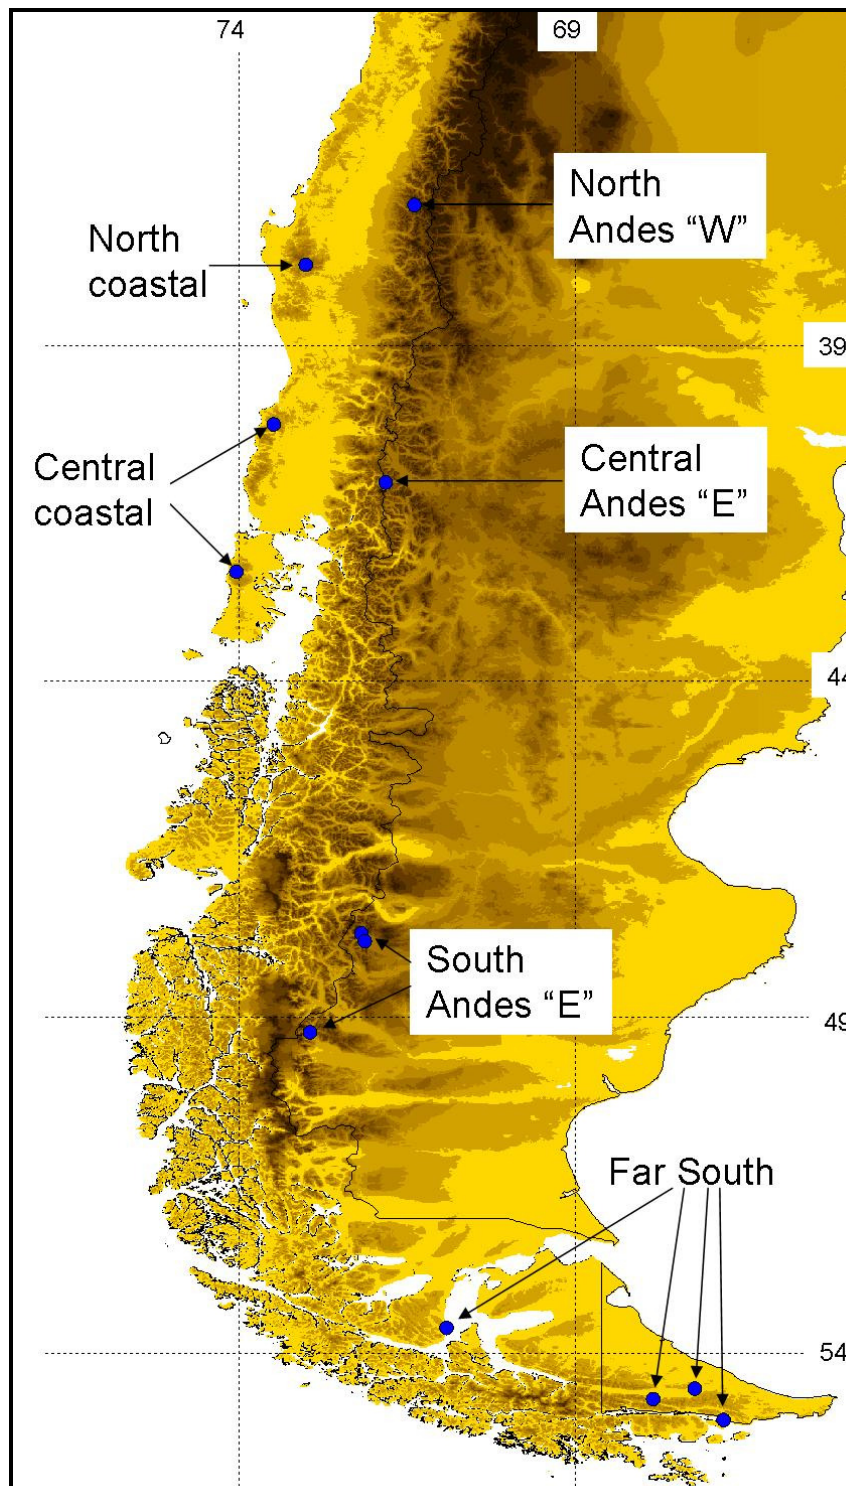 74
69
North
Andes “W”
North
coastal
39
Central
coastal
Central
Andes “E”
44
South
Andes “E”
49
Far South
54